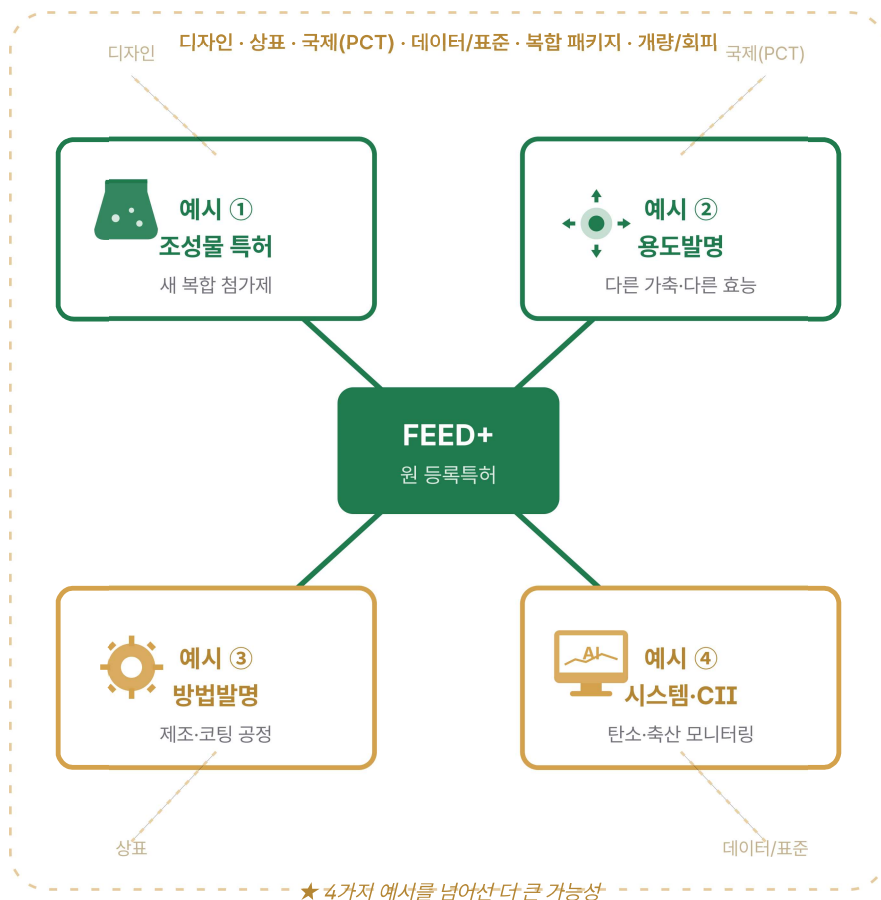 디자인 · 상표 · 국제(PCT) · 데이터/표준 · 복합 패키지 · 개량/회피
디자인
국제(PCT)
예시 ①
조성물 특허
새 복합 첨가제
예시 ②
용도발명
다른 가축·다른 효능
FEED+
원 등록특허
예시 ③
방법발명
제조·코팅 공정
AI
예시 ④
시스템·CII
탄소·축산 모니터링
상표
데이터/표준
★ 4가지 예서를 넘어선 더 큰 가능성